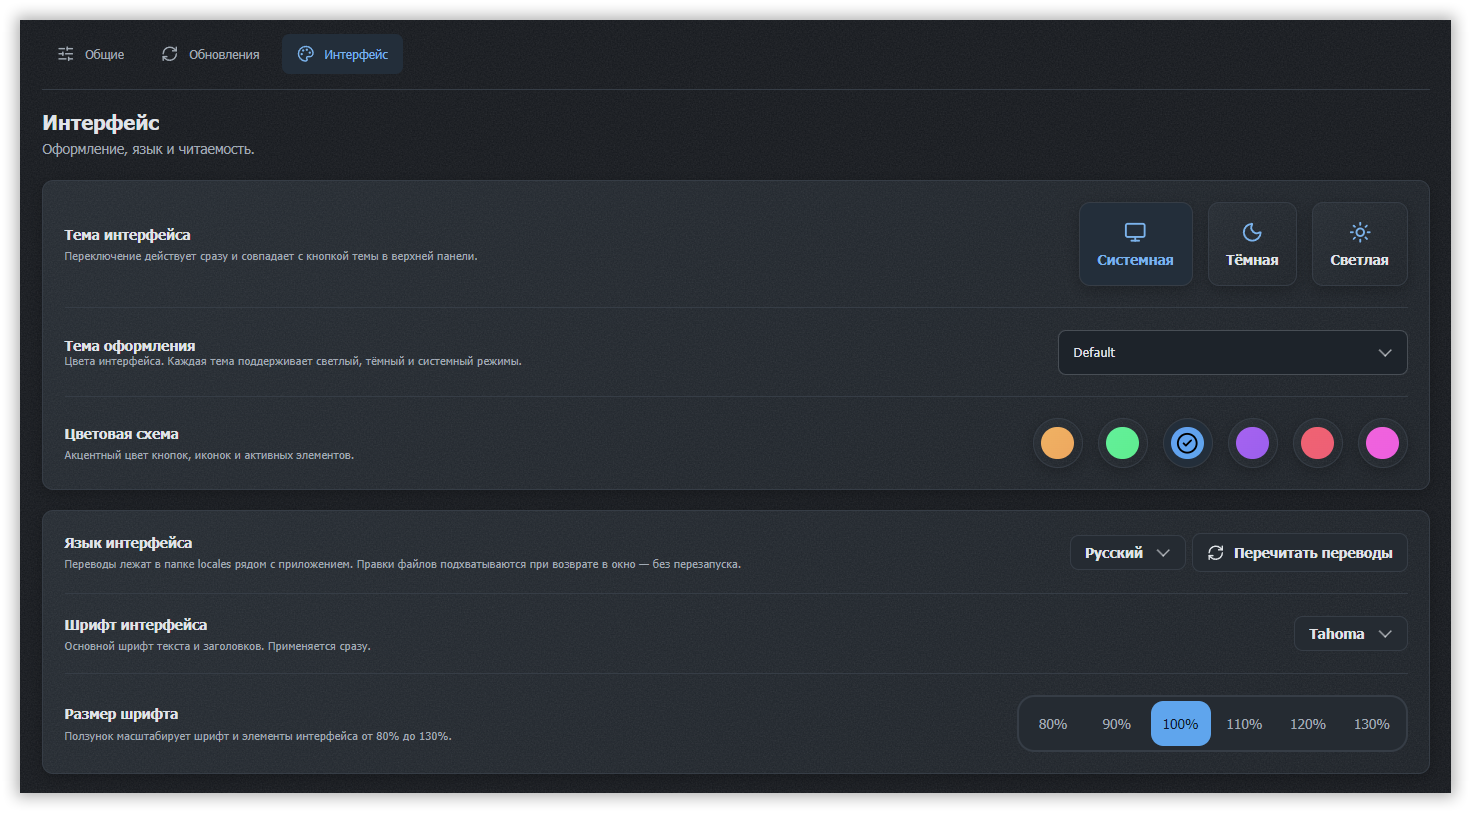 Общие
Обновления
Интерфейс
Интерфейс
Оформление, язык и читаемость.
Тема интерфейса
Переключение действует сразу и совпадает с кнопкой темы в верхней панели.
Системная
Тёмная
Светлая
Тема оформления
Цвета интерфейса. Каждая тема поддерживает светлый, тёмный и системный режимы.
Default
Цветовая схема
Акцентный цвет кнопок, иконок и активных элементов.
Язык интерфейса
Переводы лежат в папке locales рядом с приложением. Правки файлов подхватываются при возврате в окно — без перезапуска.
Русский
Перечитать переводы
Шрифт интерфейса
Основной шрифт текста и заголовков. Применяется сразу.
Tahoma
Размер шрифта
Ползунок масштабирует шрифт и элементы интерфейса от 80% до 130%.
80%
90%
100%
110%
120%
130%